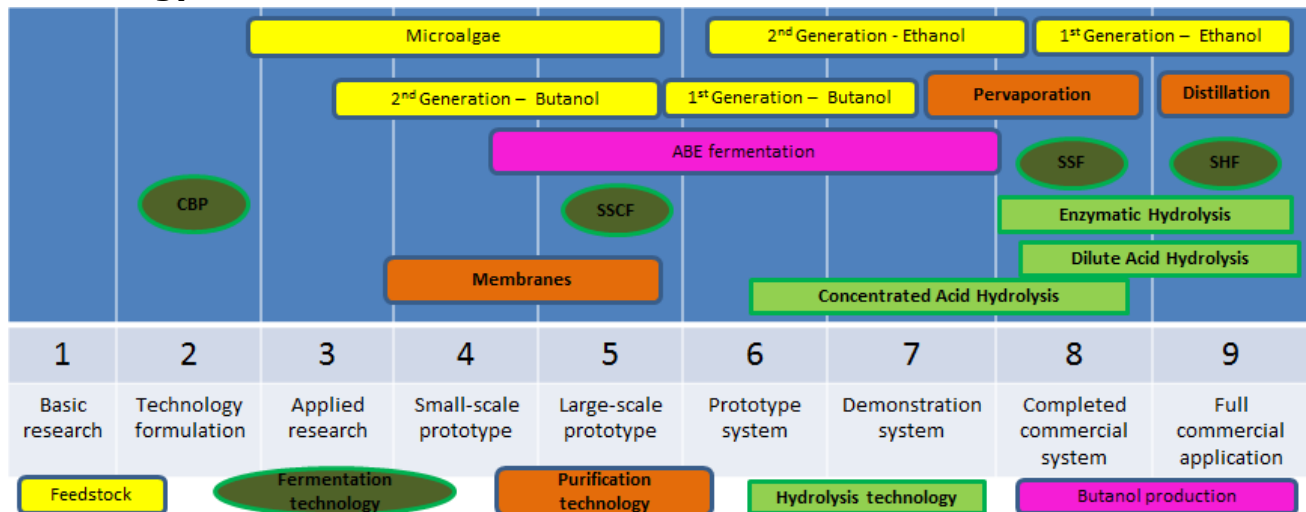 Microalgae
2nd Generation - Ethanol
1st Generation – Ethanol
2nd Generation – Butanol
1st Generation – Butanol
Pervaporation
Distillation
ABE fermentation
SSF
SHF
CBP
SSCF
Enzymatic Hydrolysis
Dilute Acid Hydrolysis
Membranes
Concentrated Acid Hydrolysis
1
2
3
4
5
6
7
8
9
Basic
research
Technology
formulation
Applied
research
Small-scale
prototype
Large-scale
prototype
Prototype
system
Demonstration
system
Completed
commercial
system
Full
commercial
application
Feedstock
Fermentation
technology
Purification
technology
Hydrolysis technology
Butanol production